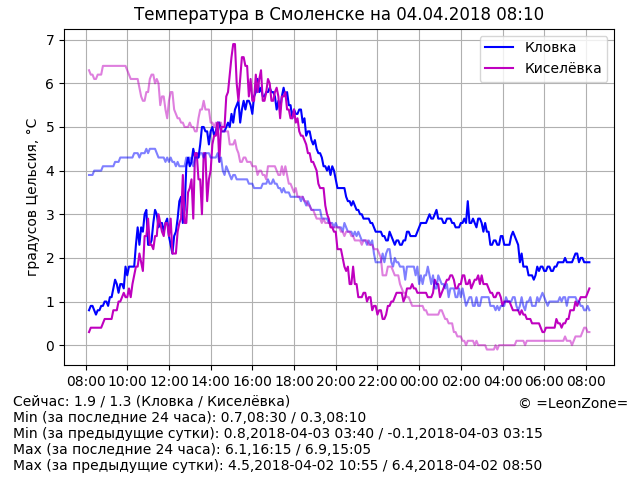 Температура в Смоленске на 04.04.2018 08:10
градусов Цельсия, °C
7
6
5
4
3
2
1
0
Кловка
Киселёвка
08:00 10:00 12:00 14:00 16:00 18:00 20:00 22:00 00:00 02:00 04:00 06:00 08:00
Сейчас: 1.9 / 1.3 (Кловка / Киселёвка)
© =LeonZone=
Min (за последние 24 часа): 0.7,08:30 / 0.3,08:10
Min (за предыдущие сутки): 0.8,2018-04-03 03:40 / -0.1,2018-04-03 03:15
Max (за последние 24 часа): 6.1,16:15 / 6.9,15:05
Max (за предыдущие сутки): 4.5,2018-04-02 10:55 / 6.4,2018-04-02 08:50